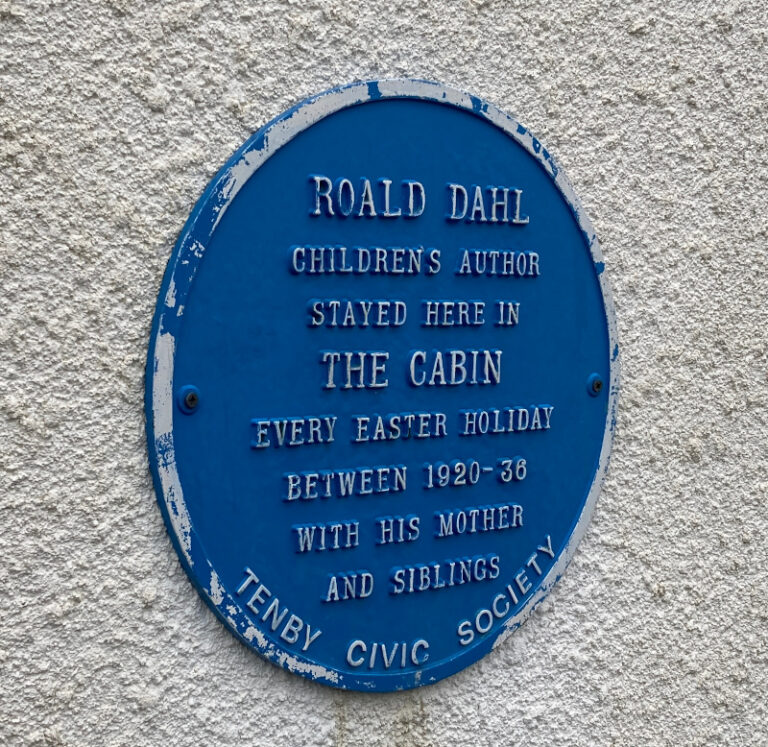 ROALD DAHL
CHILDREN'S AUTHOR
STAYED HERE IN
THE CABIN
EVERY EASTER HOLIDAY
BETWEEN 1920-36
WITH HIS MOTHER
AND SIBLINGS
TENBY CIVIC SOCIETY